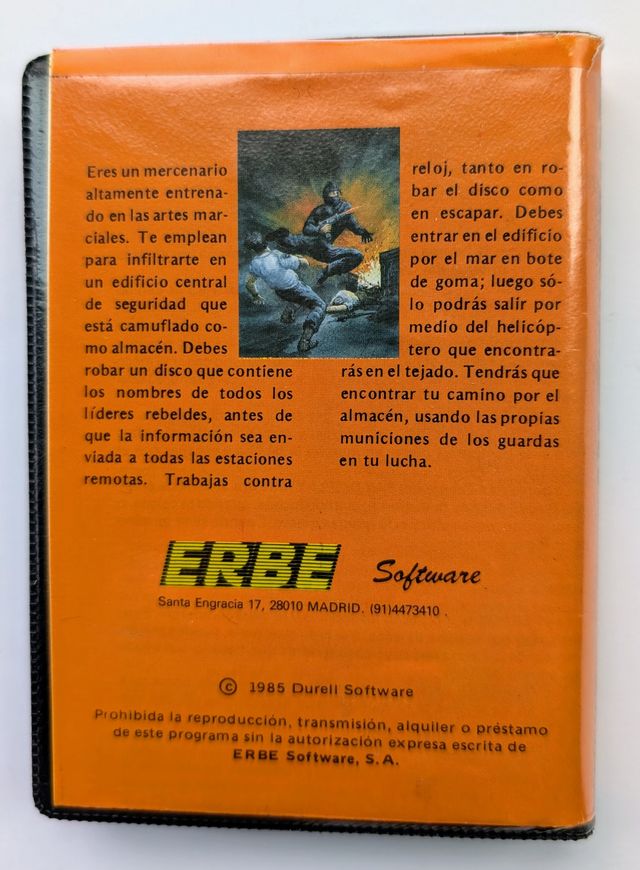 Eres un mercenario
altamente entrena-
do en las artes mar-
ciales. Te emplean
para infiltrarte en
un edificio central
de seguridad que
está camuflado co-
mo almacén. Debes
robar un disco que contiene
los nombres de todos los
líderes rebeldes, antes de
que la información sea en-
viada a todas las estaciones
remotas. Trabajas contra
reloj, tanto en ro-
bar el disco como
en escapar. Debes
entrar en el edificio
por el mar en bote
de goma; luego só-
lo podrás salir por
medio del helicóp-
tero que encontra-
rás en el tejado. Tendrás que
encontrar tu camino por el
almacén, usando las propias
municiones de los guardas
en tu lucha.
ERBE Software
Santa Engracia 17, 28010 MADRID. (91)4473410.
© 1985 Durell Software
Prohibida la reproducción, transmisión, alquiler o préstamo
de este programa sin la autorización expresa escrita de
ERBE Software, S.A.